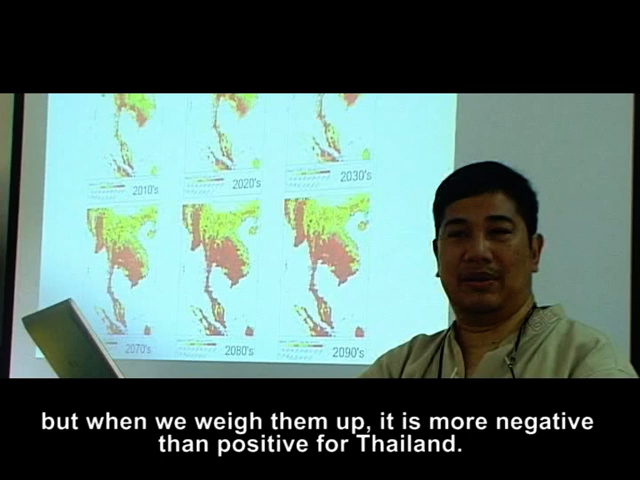 2010's 2020's 2030's
2070's 2080's 2090's
but when we weigh them up, it is more negative
than positive for Thailand.